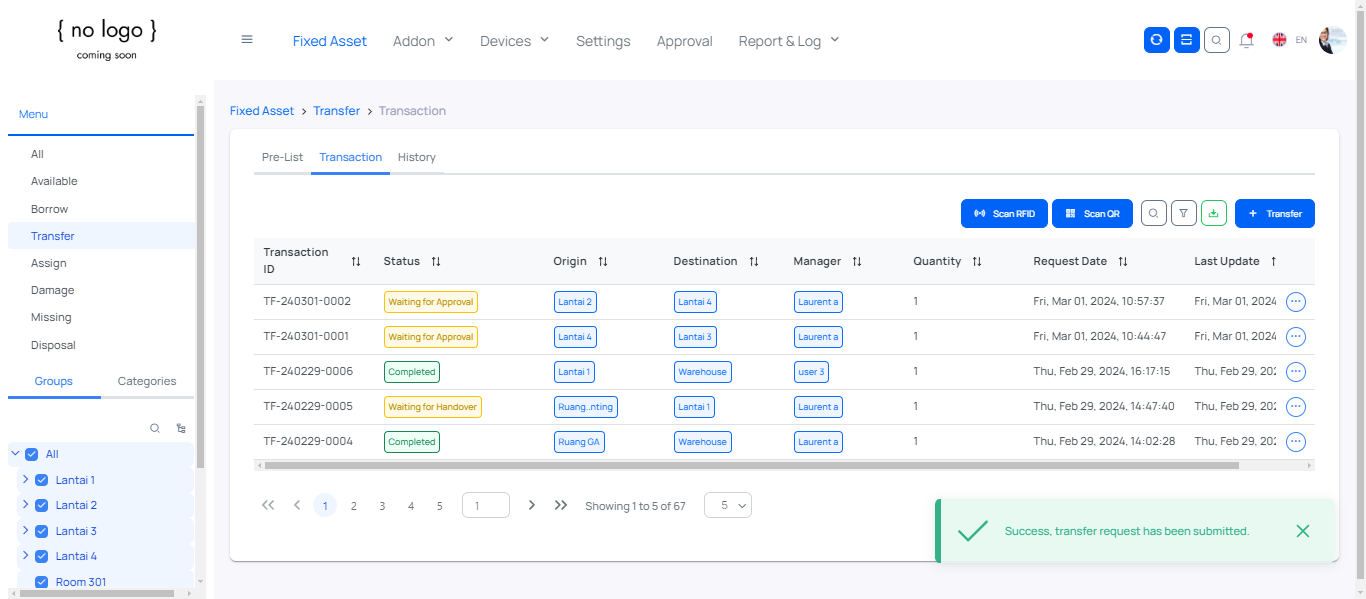 { no logo }
coming soon
Fixed Asset Addon Devices Settings Approval Report & Log EN
Menu
All
Available
Borrow
Transfer
Assign
Damage
Missing
Disposal
Groups Categories
All
Lantai 1
Lantai 2
Lantai 3
Lantai 4
Room 301
Fixed Asset > Transfer > Transaction
Pre-List Transaction History
Scan RFID Scan QR + Transfer
Transaction ID Status Origin Destination Manager Quantity Request Date Last Update
TF-240301-0002 Waiting for Approval Lantai 2 Lantai 4 Laurent a 1 Fri, Mar 01, 2024, 10:57:37 Fri, Mar 01, 2024
TF-240301-0001 Waiting for Approval Lantai 4 Lantai 3 Laurent a 1 Fri, Mar 01, 2024, 10:44:47 Fri, Mar 01, 2024
TF-240229-0006 Completed Lantai 1 Warehouse user 3 1 Thu, Feb 29, 2024, 16:17:15 Thu, Feb 29, 202
TF-240229-0005 Waiting for Handover Ruang...nting Lantai 1 Laurent a 1 Thu, Feb 29, 2024, 14:47:40 Thu, Feb 29, 202
TF-240229-0004 Completed Ruang GA Warehouse Laurent a 1 Thu, Feb 29, 2024, 14:02:28 Thu, Feb 29, 202
1 2 3 4 5 1 Showing 1 to 5 of 67 5
Success, transfer request has been submitted.